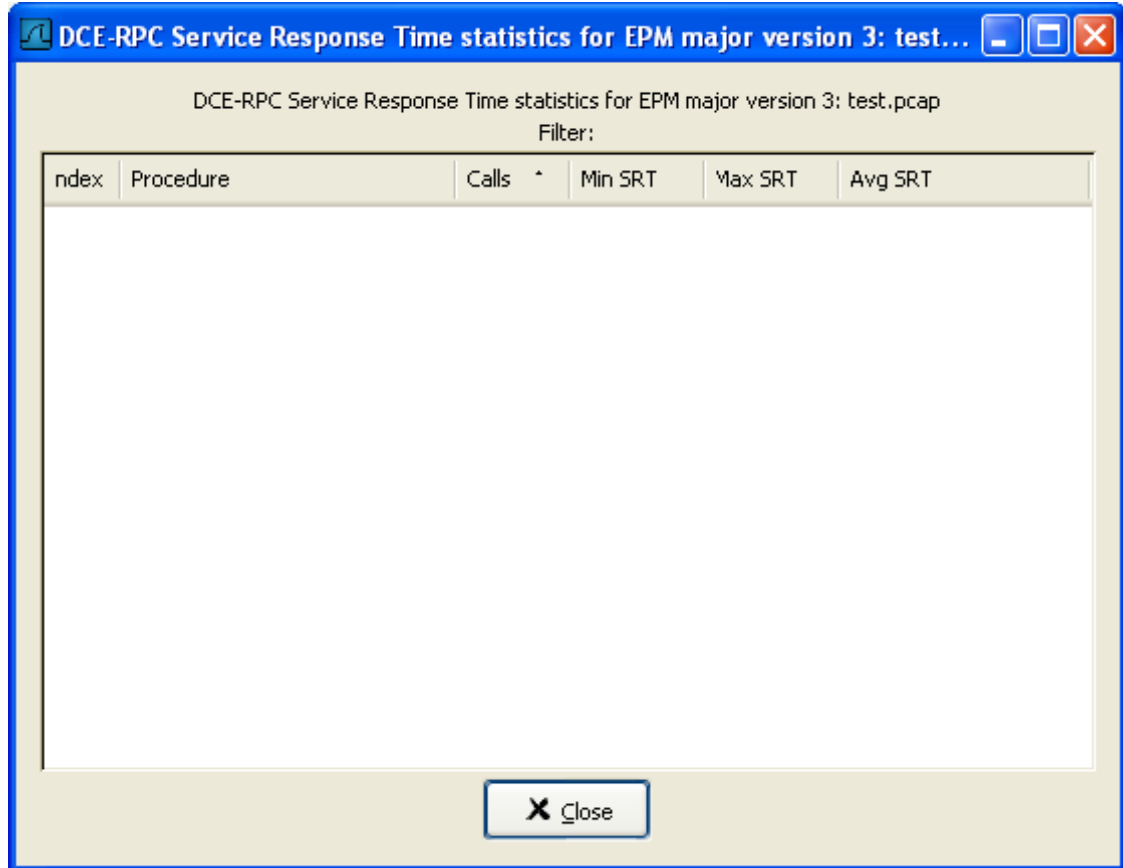 DCE-RPC Service Response Time statistics for EPM major version 3: test...
DCE-RPC Service Response Time statistics for EPM major version 3: test.pcap
Filter:
ndex Procedure Calls Min SRT Max SRT Avg SRT
Close